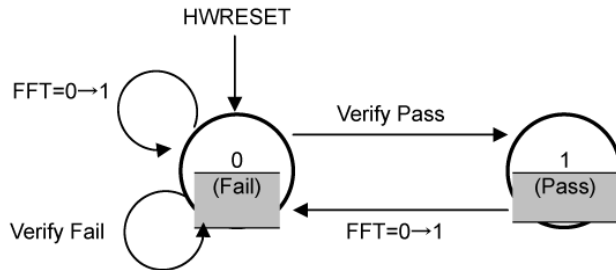 HWRESET
FFT=0→1
Verify Pass
0
(Fail)
1
(Pass)
Verify Fail
FFT=0→1